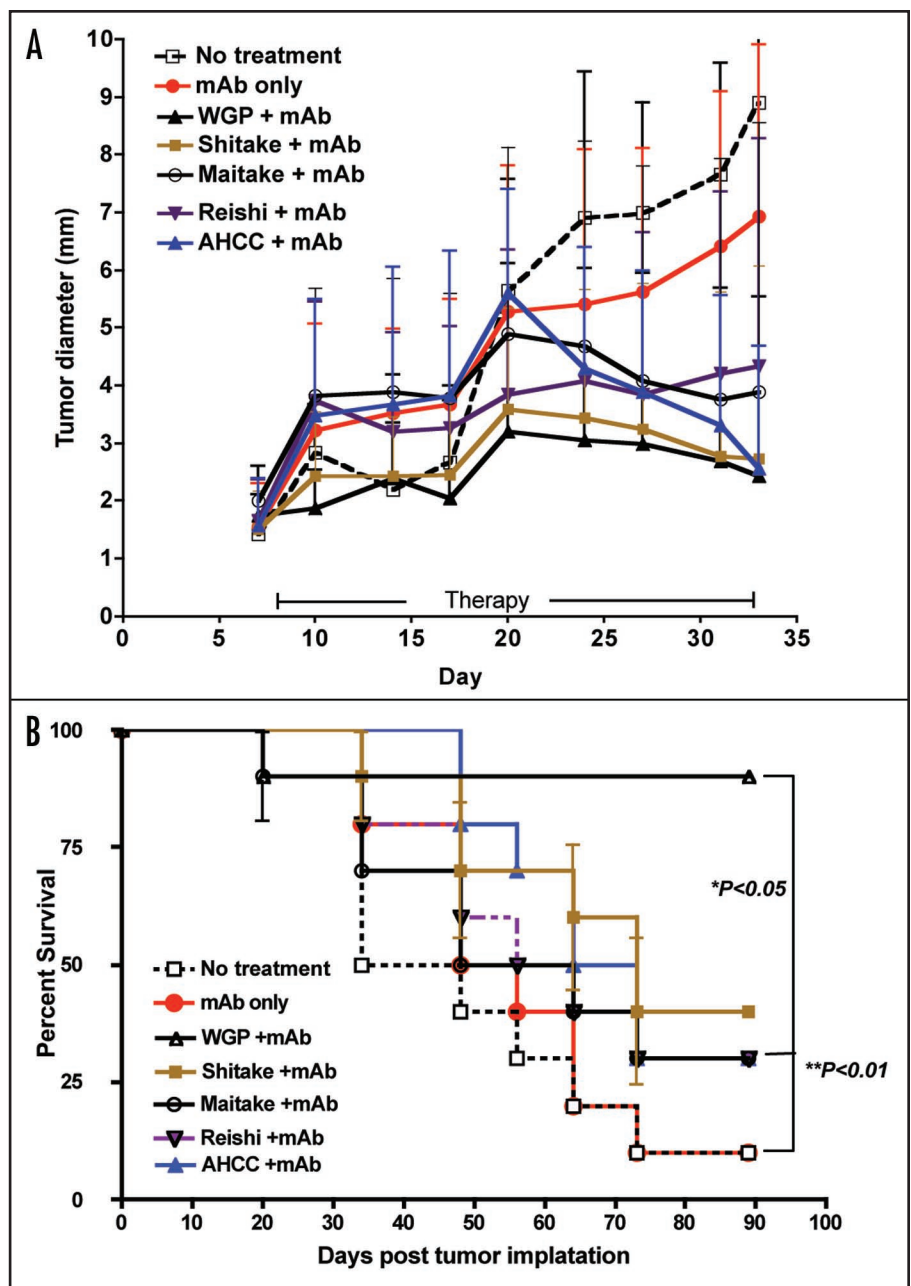 A
10
9
8
7
6
5
4
3
2
1
0
Tumor diameter (mm)
No treatment
mAb only
WGP + mAb
Shitake + mAb
Maitake + mAb
Reishi + mAb
AHCC + mAb
Therapy
0 5 10 15 20 25 30 35
Day
B
100
75
50
25
0
Percent Survival
No treatment
mAb only
WGP +mAb
Shitake +mAb
Maitake +mAb
Reishi +mAb
AHCC +mAb
*P<0.05
**P<0.01
0 10 20 30 40 50 60 70 80 90 100
Days post tumor implatation